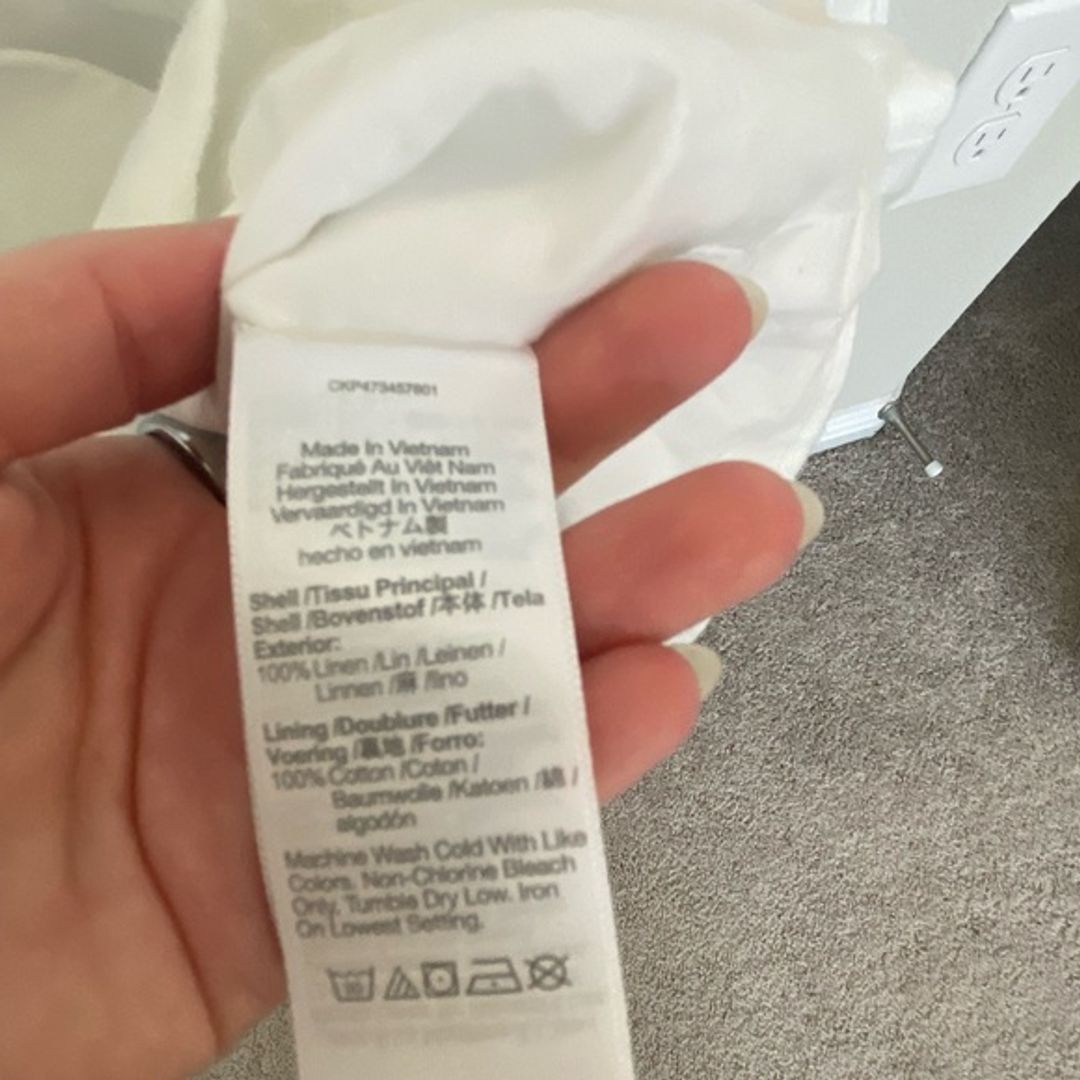 CKP473457801
Made In Vietnam
Fabriqué Au Viêt Nam
Hergestellt In Vietnam
Vervaardigd In Vietnam
ベトナム製
hecho en vietnam
Shell /Tissu Principal /
Shell /Bovenstof /本体 /Tela
Exterior:
100% Linen /Lin /Leinen /
Linnen /麻 /lino
Lining /Doublure /Futter /
Voering /裏地 /Forro:
100% Cotton /Coton /
Baumwolle /Katoen /綿 /
algodón
Machine Wash Cold With Like
Colors. Non-Chlorine Bleach
Only. Tumble Dry Low. Iron
On Lowest Setting.
30